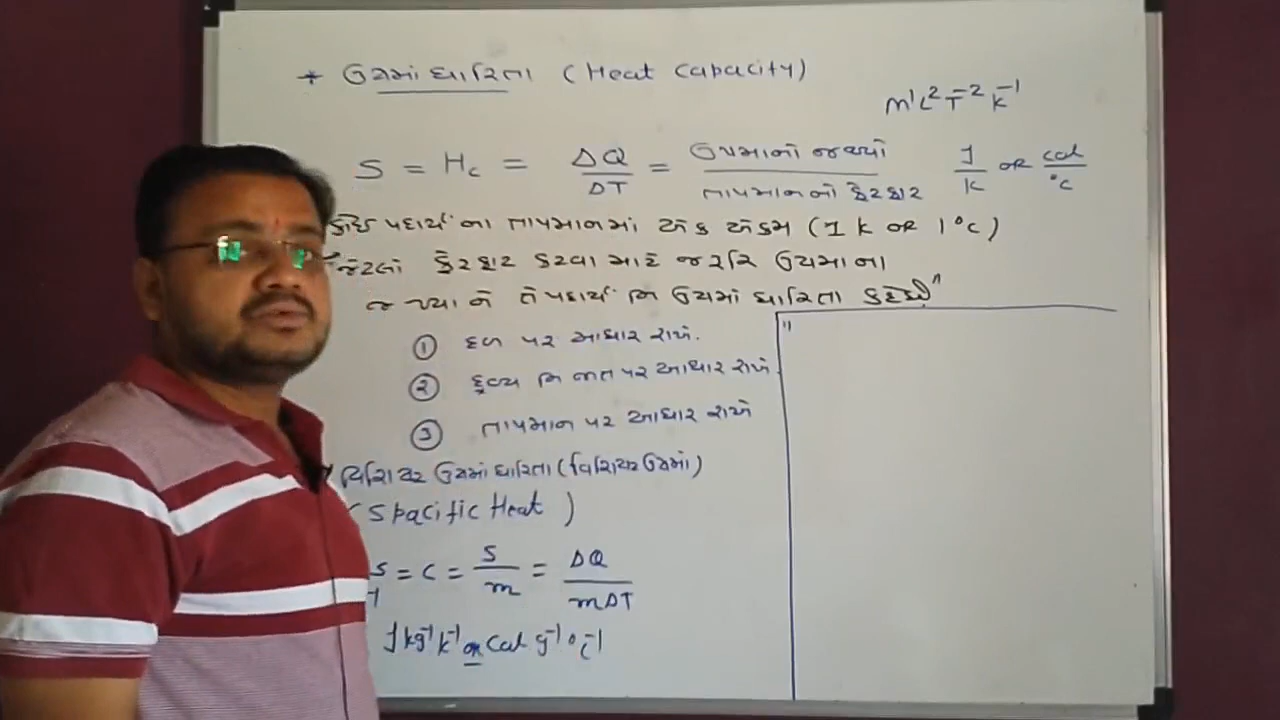 * ઉષ્મા ધારિતા (Heat Capacity)
M¹L²T⁻²K⁻¹
S = Hc = ΔQ/ΔT = ઉષ્માનો જથ્થો/તાપમાનનો ફેરફાર J/K OR cal/°C
કોઈ પદાર્થના તાપમાનમાં એક એકમ (1 K OR 1°C)
જેટલો ફેરફાર કરવા માટે જરૂરિ ઉષ્માના
જથ્થાને તે પદાર્થ નિ ઉષ્માં ધારિતા કહેછે"
① દળ પર આધાર રાખે.
② દ્રવ્ય નિ જાત પર આધાર રાખે
③ તાપમાન પર આધાર રાખે
વિશિષ્ટ ઉષ્માં ધારિતા (વિશિષ્ટ ઉષ્માં)
(Spacific Heat)
"
= C = S/m = ΔQ/mΔT
J kg⁻¹ K⁻¹ OR Cal g⁻¹ °C⁻¹